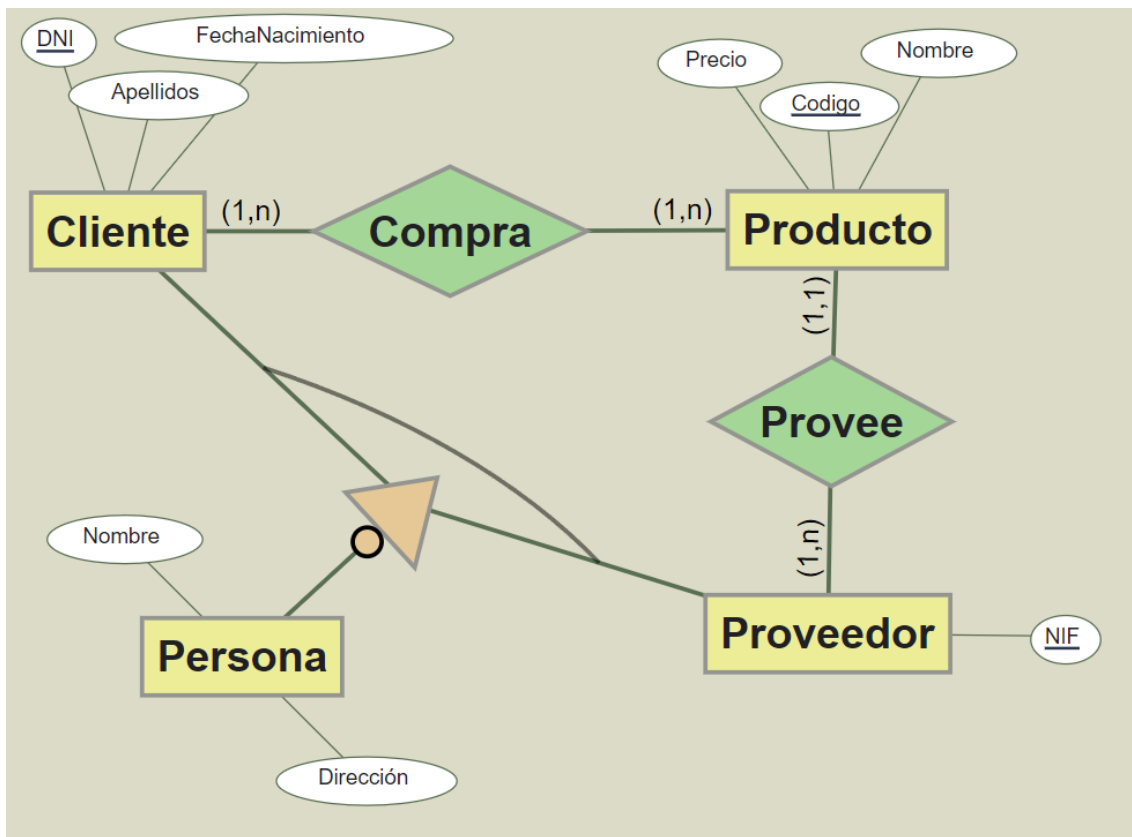 DNI
FechaNacimiento
Apellidos
Precio
Nombre
Codigo
Cliente
(1,n)
Compra
(1,n)
Producto
(1,1)
Provee
(1,n)
Nombre
Persona
Proveedor
NIF
Dirección